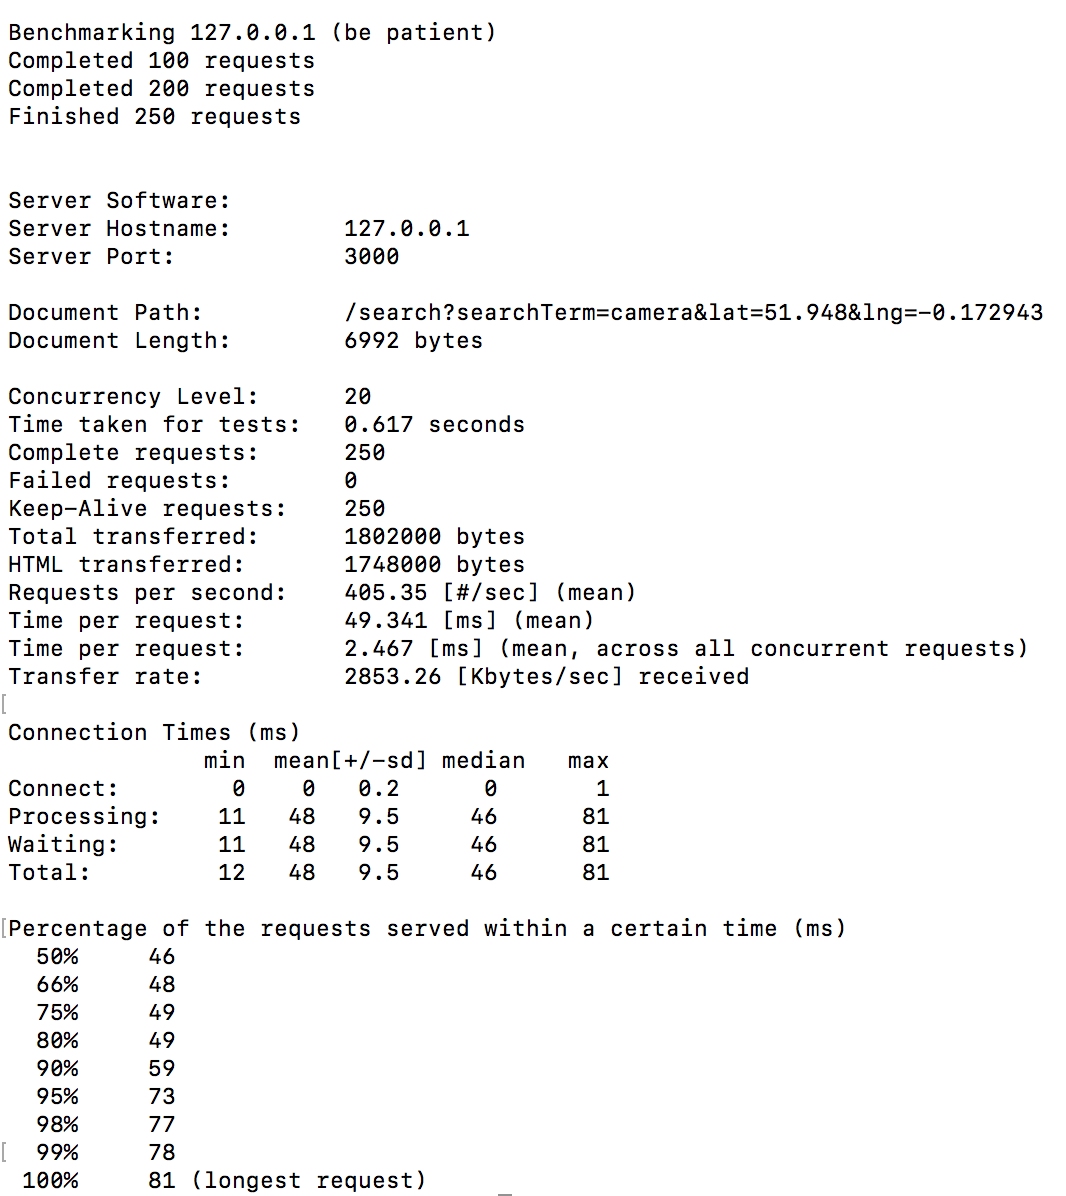 Benchmarking 127.0.0.1 (be patient)
Completed 100 requests
Completed 200 requests
Finished 250 requests
Server Software:
Server Hostname: 127.0.0.1
Server Port: 3000
Document Path: /search?searchTerm=camera&lat=51.948&lng=-0.172943
Document Length: 6992 bytes
Concurrency Level: 20
Time taken for tests: 0.617 seconds
Complete requests: 250
Failed requests: 0
Keep-Alive requests: 250
Total transferred: 1802000 bytes
HTML transferred: 1748000 bytes
Requests per second: 405.35 [#/sec] (mean)
Time per request: 49.341 [ms] (mean)
Time per request: 2.467 [ms] (mean, across all concurrent requests)
Transfer rate: 2853.26 [Kbytes/sec] received
[
Connection Times (ms)
min mean[+/-sd] median max
Connect: 0 0 0.2 0 1
Processing: 11 48 9.5 46 81
Waiting: 11 48 9.5 46 81
Total: 12 48 9.5 46 81
[Percentage of the requests served within a certain time (ms)
50% 46
66% 48
75% 49
80% 49
90% 59
95% 73
98% 77
[ 99% 78
100% 81 (longest request)